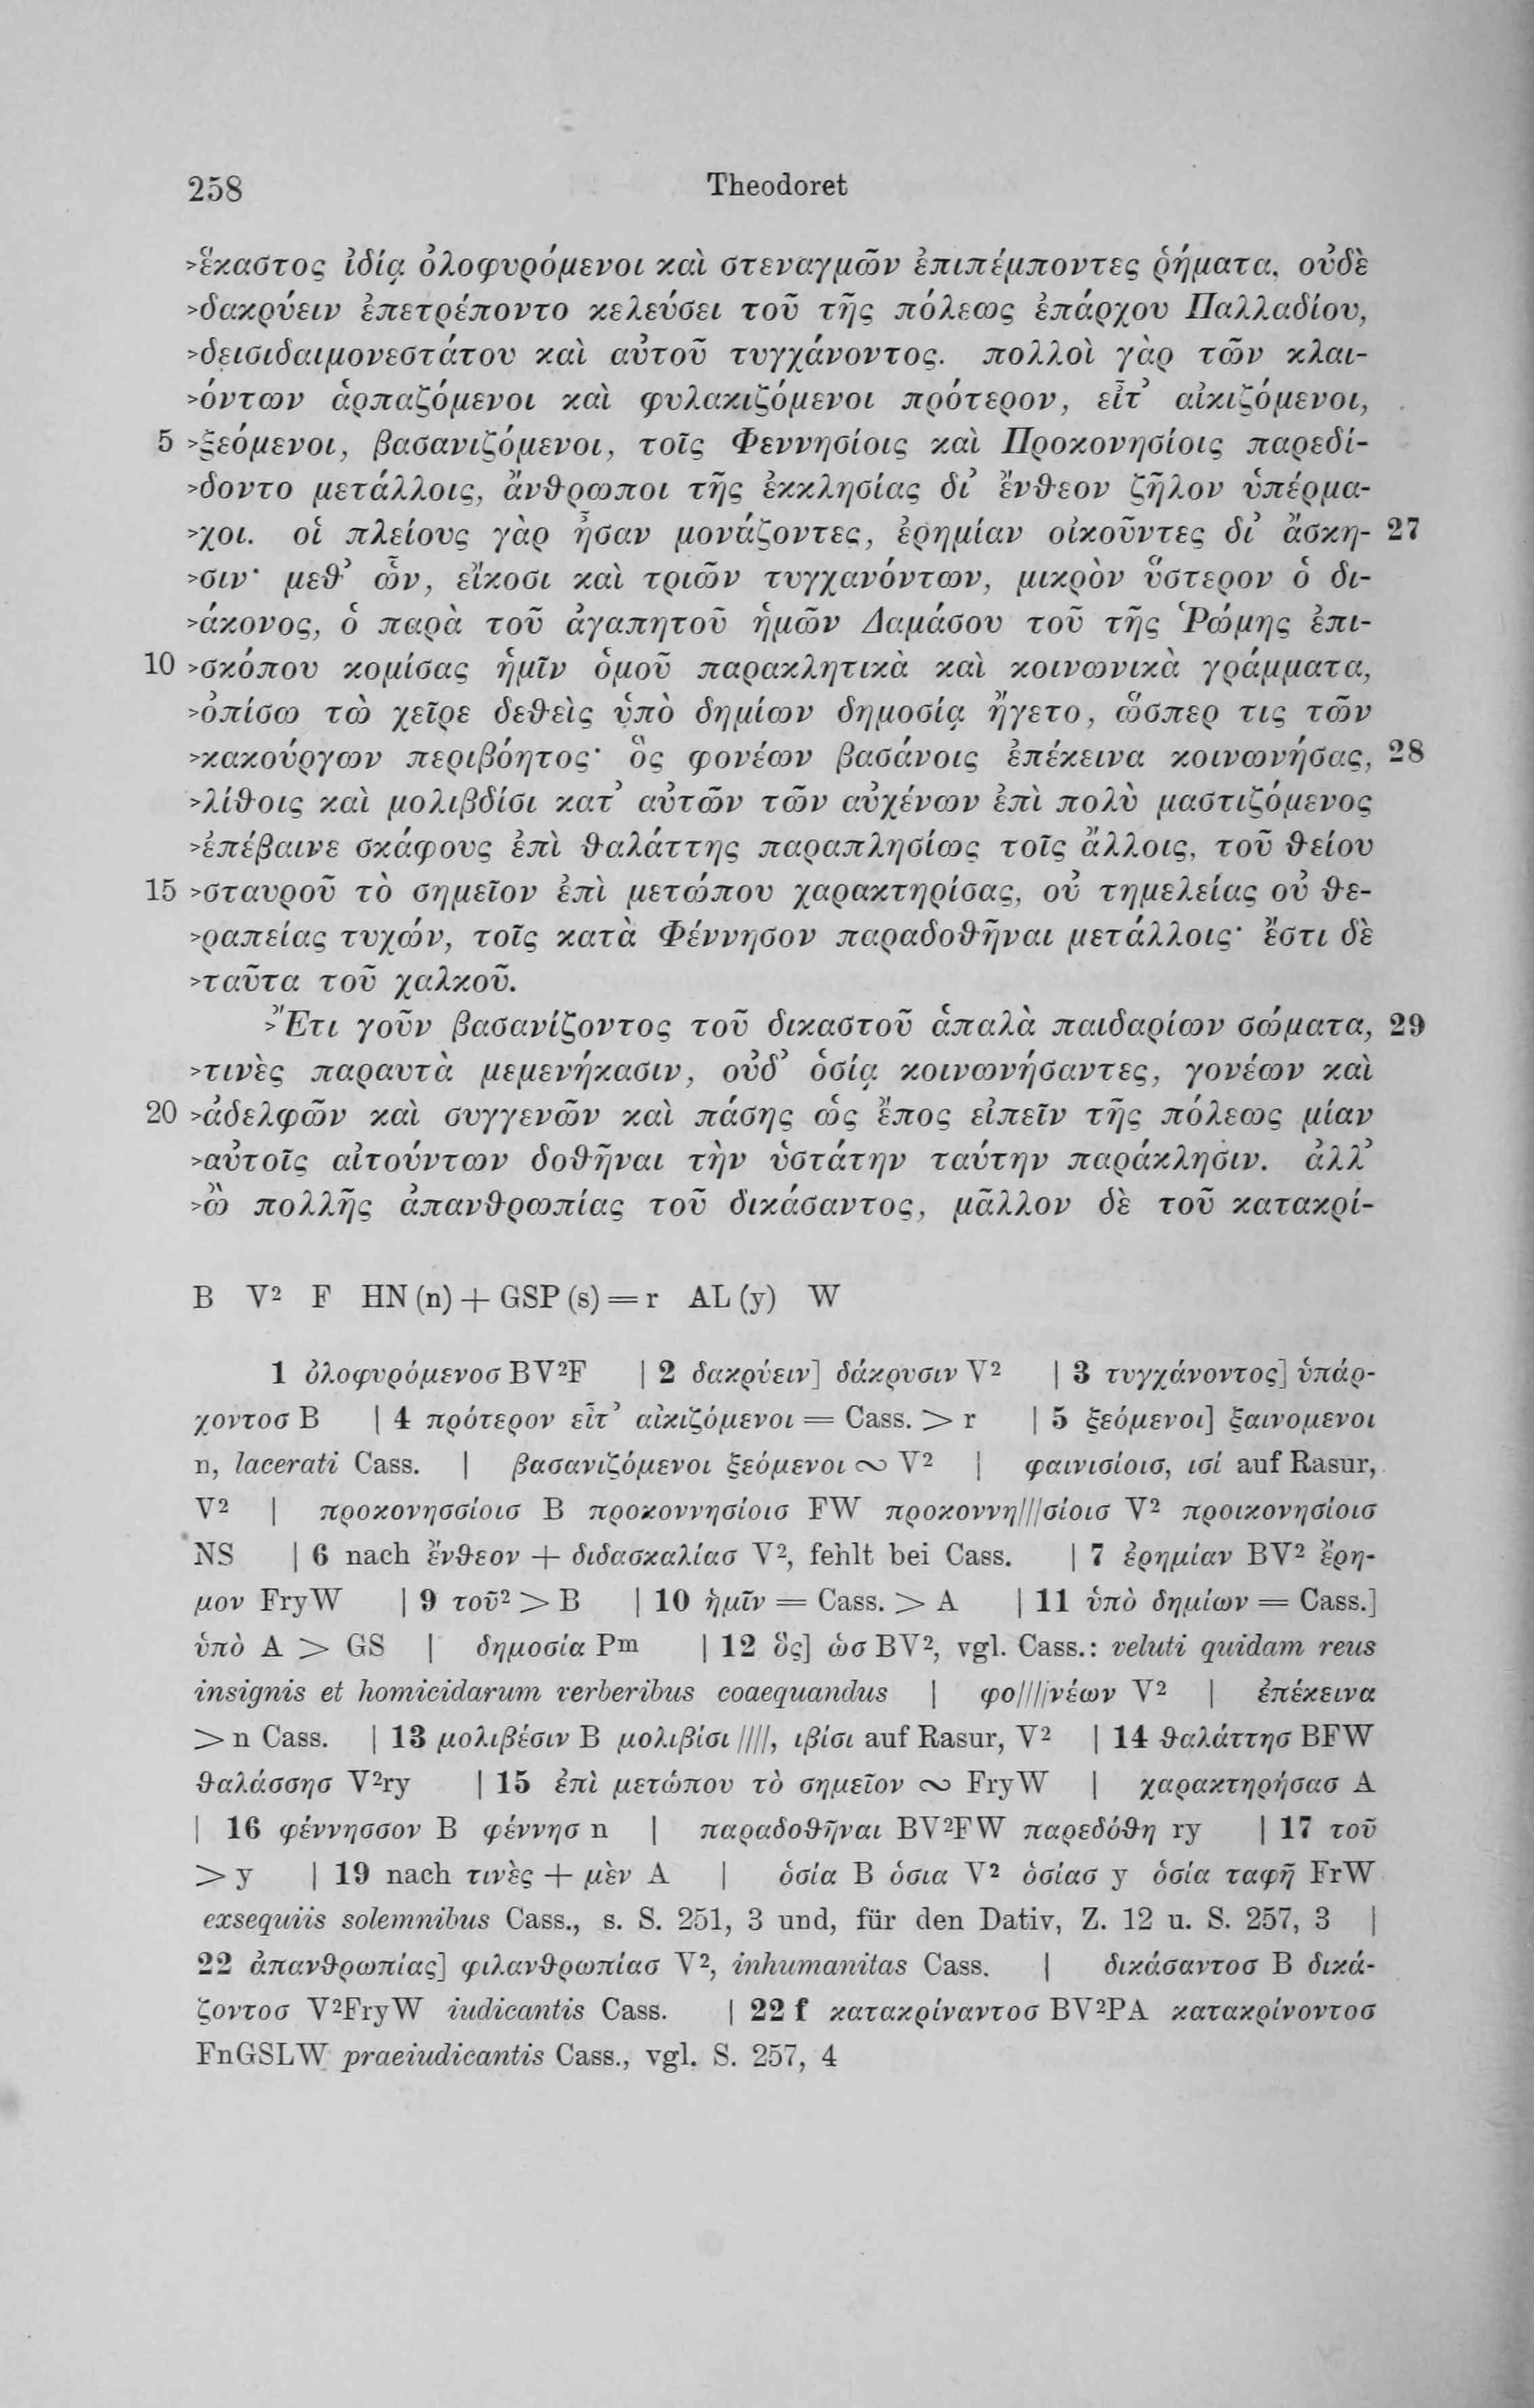 258 Theodoret
>ἕκαστος ἰδίᾳ ὀλοφυρόμενοι καὶ στεναγμῶν ἐπιπέμποντες ῥήματα, οὐδὲ
>δακρύειν ἐπετρέποντο κελεύσει τοῦ τῆς πόλεως ἐπάρχου Παλλαδίου,
>δεισιδαιμονεστάτου καὶ αὐτοῦ τυγχάνοντος. πολλοὶ γὰρ τῶν κλαι-
>όντων ἁρπαζόμενοι καὶ φυλακιζόμενοι πρότερον, εἶτ’ αἰκιζόμενοι,
5 >ξεόμενοι, βασανιζόμενοι, τοῖς Φεννησίοις καὶ Προκονησίοις παρεδί-
>δοντο μετάλλοις, ἄνθρωποι τῆς ἐκκλησίας δι’ ἔνθεον ζῆλον ὑπέρμα-
>χοι. οἱ πλείους γὰρ ἦσαν μονάζοντες, ἐρημίαν οἰκοῦντες δι’ ἄσκη- 27
>σιν· μεθ’ ὧν, εἴκοσι καὶ τριῶν τυγχανόντων, μικρὸν ὕστερον ὁ δι-
>άκονος, ὁ παρὰ τοῦ ἀγαπητοῦ ἡμῶν Δαμάσου τοῦ τῆς Ῥώμης ἐπι-
10 >σκόπου κομίσας ἡμῖν ὁμοῦ παρακλητικὰ καὶ κοινωνικὰ γράμματα,
>ὀπίσω τὼ χεῖρε δεθεὶς ὑπὸ δημίων δημοσίᾳ ἤγετο, ὥσπερ τις τῶν
>κακούργων περιβόητος· ὃς φονέων βασάνοις ἐπέκεινα κοινωνήσας, 28
>λίθοις καὶ μολιβδίσι κατ’ αὐτῶν τῶν αὐχένων ἐπὶ πολὺ μαστιζόμενος
>ἐπέβαινε σκάφους ἐπὶ θαλάττης παραπλησίως τοῖς ἄλλοις, τοῦ θείου
15 >σταυροῦ τὸ σημεῖον ἐπὶ μετώπου χαρακτηρίσας, οὐ τημελείας οὐ θε-
>ραπείας τυχών, τοῖς κατὰ Φέννησον παραδοθῆναι μετάλλοις· ἔστι δὲ
>ταῦτα τοῦ χαλκοῦ.
>Ἔτι γοῦν βασανίζοντος τοῦ δικαστοῦ ἁπαλὰ παιδαρίων σώματα, 29
>τινὲς παραυτὰ μεμενήκασιν, οὐδ’ ὁσίᾳ κοινωνήσαντες, γονέων καὶ
20 >ἀδελφῶν καὶ συγγενῶν καὶ πάσης ὡς ἔπος εἰπεῖν τῆς πόλεως μίαν
>αὐτοῖς αἰτούντων δοθῆναι τὴν ὑστάτην ταύτην παράκλησιν. ἀλλ’
>ὢ πολλῆς ἀπανθρωπίας τοῦ δικάσαντος, μᾶλλον δὲ τοῦ κατακρί-
B V² F HN (n) + GSP (s) = r AL (y) W
1 ὀλοφυρόμενοσ BV²F | 2 δακρύειν] δάκρυσιν V² | 3 τυγχάνοντος] ὑπάρ-
χοντοσ B | 4 πρότερον εἶτ’ αἰκιζόμενοι = Cass. > r | 5 ξεόμενοι] ξαινομενοι
n, lacerati Cass. | βασανιζόμενοι ξεόμενοι ∾ V² | φαινισίοισ, ισί auf Rasur,
V² | προκονησσίοισ B προκοννησίοισ FW προκοννη///σίοισ V² προικονησίοισ
NS | 6 nach ἔνθεον + διδασκαλίασ V², fehlt bei Cass. | 7 ἐρημίαν BV² ἔρη-
μον FryW | 9 τοῦ² > B | 10 ἡμῖν = Cass. > A | 11 ὑπὸ δημίων = Cass.]
ὑπὸ A > GS | δημοσία Pᵐ | 12 ὃς] ὡσ BV², vgl. Cass.: veluti quidam reus
insignis et homicidarum verberibus coaequandus | φο////νέων V² | ἐπέκεινα
> n Cass. | 13 μολιβέσιν B μολιβίσι ////, ιβίσι auf Rasur, V² | 14 θαλάττησ BFW
θαλάσσησ V²ry | 15 ἐπὶ μετώπου τὸ σημεῖον ∾ FryW | χαρακτηρήσασ A
| 16 φέννησσον B φέννησ n | παραδοθῆναι BV²FW παρεδόθη ry | 17 τοῦ
> y | 19 nach τινὲς + μὲν A | ὁσία B ὁσια V² ὁσίασ y ὁσία ταφῆ FrW
exsequiis solemnibus Cass., s. S. 251, 3 und, für den Dativ, Z. 12 u. S. 257, 3 |
22 ἀπανθρωπίας] φιλανθρωπίασ V², inhumanitas Cass. | δικάσαντοσ B δικά-
ζοντοσ V²FryW iudicantis Cass. | 22 f κατακρίναντοσ BV²PA κατακρίνοντοσ
FnGSLW praeiudicantis Cass., vgl. S. 257, 4